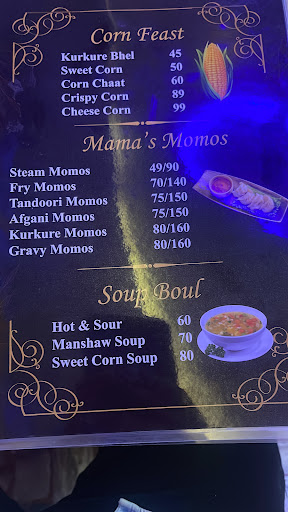 Corn Feast
Kurkure Bhel 45
Sweet Corn 50
Corn Chaat 60
Crispy Corn 89
Cheese Corn 99
Mama's Momos
Steam Momos 49/90
Fry Momos 70/140
Tandoori Momos 75/150
Afgani Momos 75/150
Kurkure Momos 80/160
Gravy Momos 80/160
Soup Boul
Hot & Sour 60
Manshaw Soup 70
Sweet Corn Soup 80